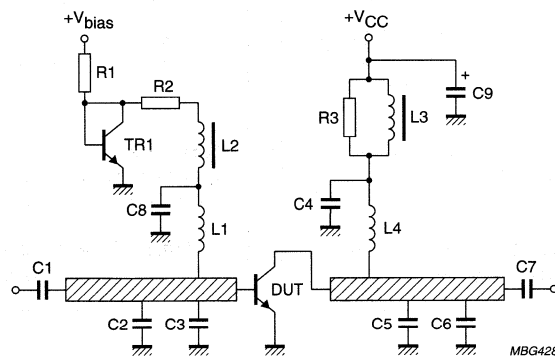 +Vbias
+VCC
R1
R2
R3
L3
+
C9
TR1
L2
C8
L1
C4
L4
C1
DUT
C7
C2
C3
C5
C6
MBG428